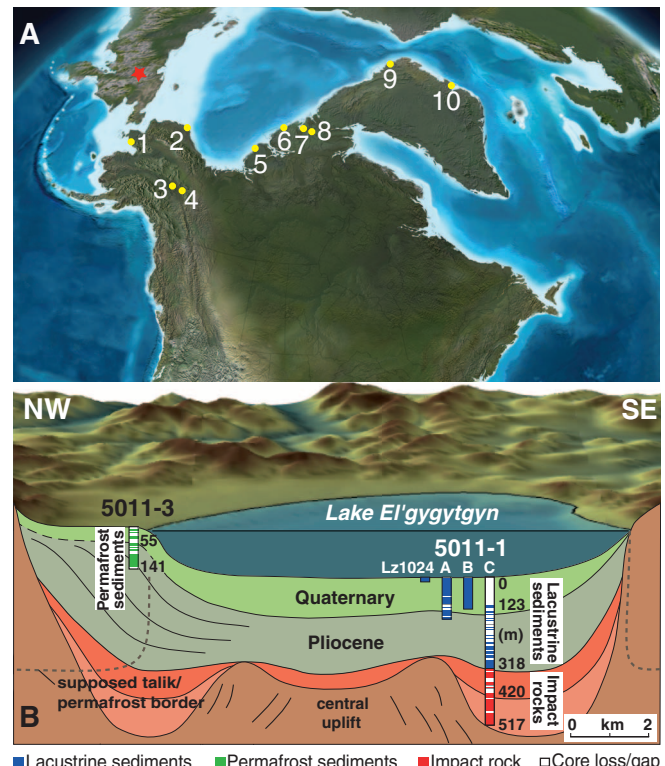 A
1
2
3
4
5
6
7
8
9
10
NW
SE
5011-3
Permafrost
sediments
55
141
Lake El'gygytgyn
5011-1
Lz1024
A
B
C
0
123
(m)
318
420
517
Lacustrine
sediments
Impact
rocks
Quaternary
Pliocene
supposed talik/
permafrost border
central
uplift
B
0 km 2
Lacustrine sediments Permafrost sediments Impact rock Core loss/gap